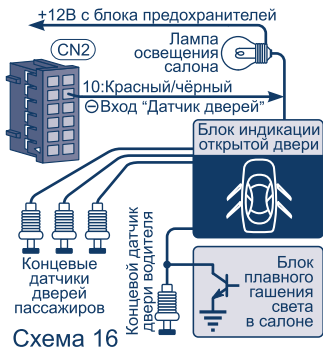 +12В с блока предохранителей
CN2
Лампа
освещения
салона
10:Красный/чёрный
⊖Вход “Датчик дверей”
Блок индикации
открытой двери
Концевые
датчики
дверей
пассажиров
Концевой датчик
двери водителя
Блок
плавного
гашения
света
в салоне
Схема 16